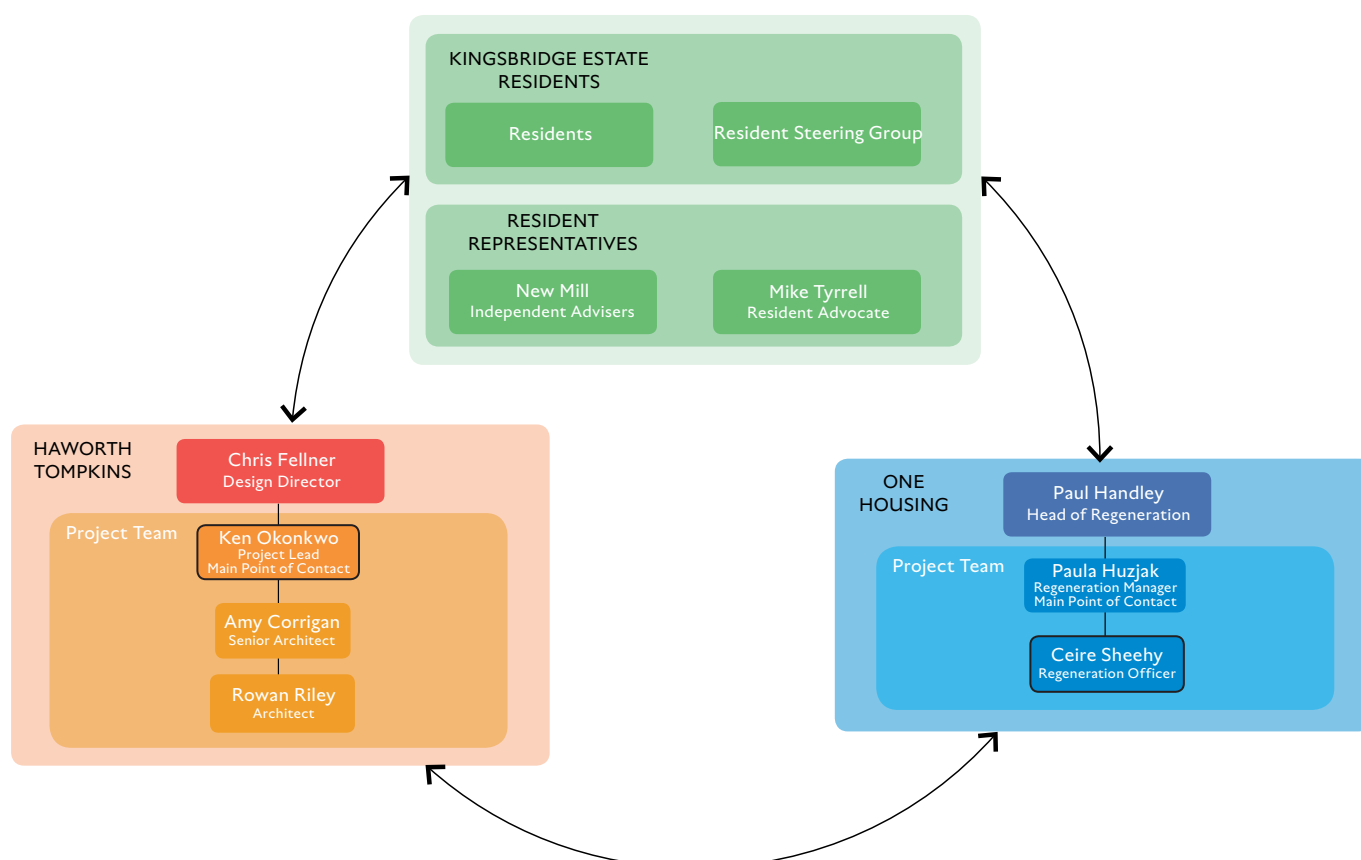 KINGSBRIDGE ESTATE
RESIDENTS
Residents
Resident Steering Group
RESIDENT
REPRESENTATIVES
New Mill
Independent Advisers
Mike Tyrrell
Resident Advocate
HAWORTH
TOMPKINS
Chris Fellner
Design Director
Project Team
Ken Okonkwo
Project Lead
Main Point of Contact
Amy Corrigan
Senior Architect
Rowan Riley
Architect
ONE
HOUSING
Paul Handley
Head of Regeneration
Project Team
Paula Huzjak
Regeneration Manager
Main Point of Contact
Ceire Sheehy
Regeneration Officer